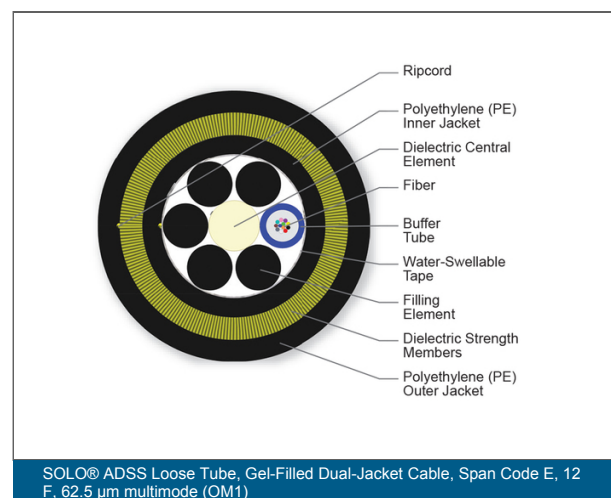 Ripcord
Polyethylene (PE)
Inner Jacket
Dielectric Central
Element
Fiber
Buffer
Tube
Water-Swellable
Tape
Filling
Element
Dielectric Strength
Members
Polyethylene (PE)
Outer Jacket
SOLO® ADSS Loose Tube, Gel-Filled Dual-Jacket Cable, Span Code E, 12
F, 62.5 µm multimode (OM1)